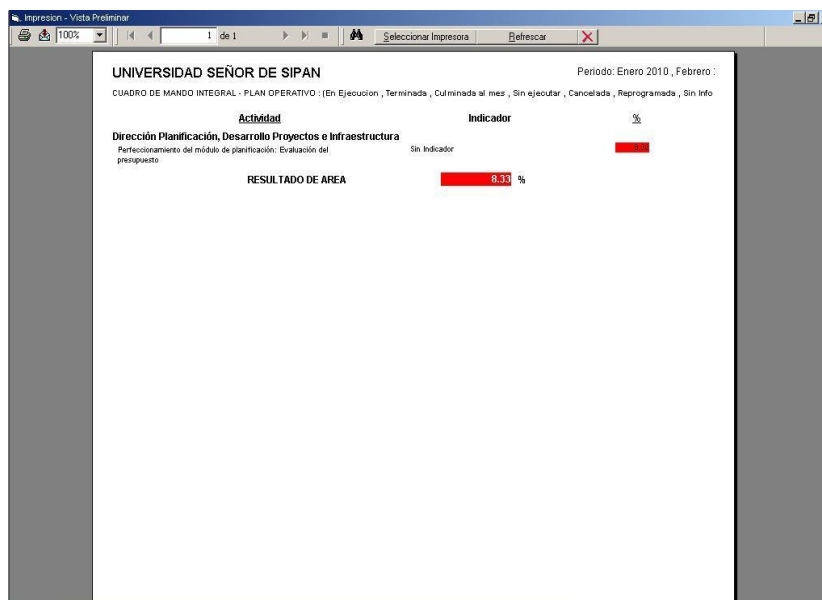 Impresion - Vista Preliminar
100% 1 de 1 Seleccionar Impresora Refrescar
UNIVERSIDAD SEÑOR DE SIPAN Periodo: Enero 2010 , Febrero :
CUADRO DE MANDO INTEGRAL - PLAN OPERATIVO : (En Ejecucion , Terminada , Culminada al mes , Sin ejecutar , Cancelada , Reprogramada , Sin Info
Actividad Indicador %
Dirección Planificación, Desarrollo Proyectos e Infraestructura
Perfeccionamiento del módulo de planificación: Evaluación del Sin Indicador
presupuesto
RESULTADO DE AREA 8.33 %